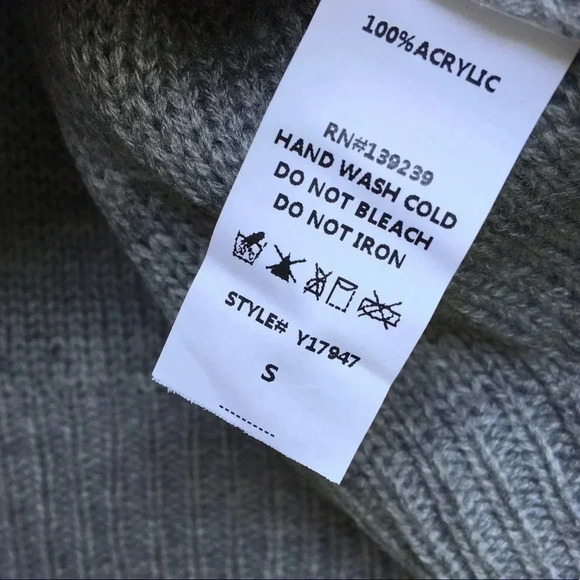 100%ACRYLIC
RN#139239
HAND WASH COLD
DO NOT BLEACH
DO NOT IRON
STYLE# Y17947
S